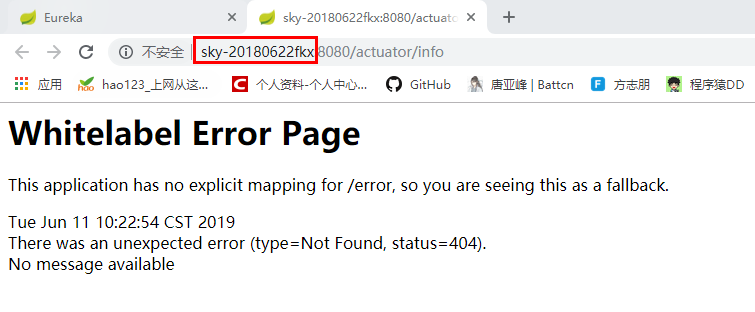 Eureka
sky-20180622fkx:8080/actuato
不安全 | sky-20180622fkx:8080/actuator/info
应用 hao123_上网从这... 个人资料-个人中心... GitHub 唐亚峰 | Battcn 方志朋 程序猿DD
Whitelabel Error Page
This application has no explicit mapping for /error, so you are seeing this as a fallback.
Tue Jun 11 10:22:54 CST 2019
There was an unexpected error (type=Not Found, status=404).
No message available